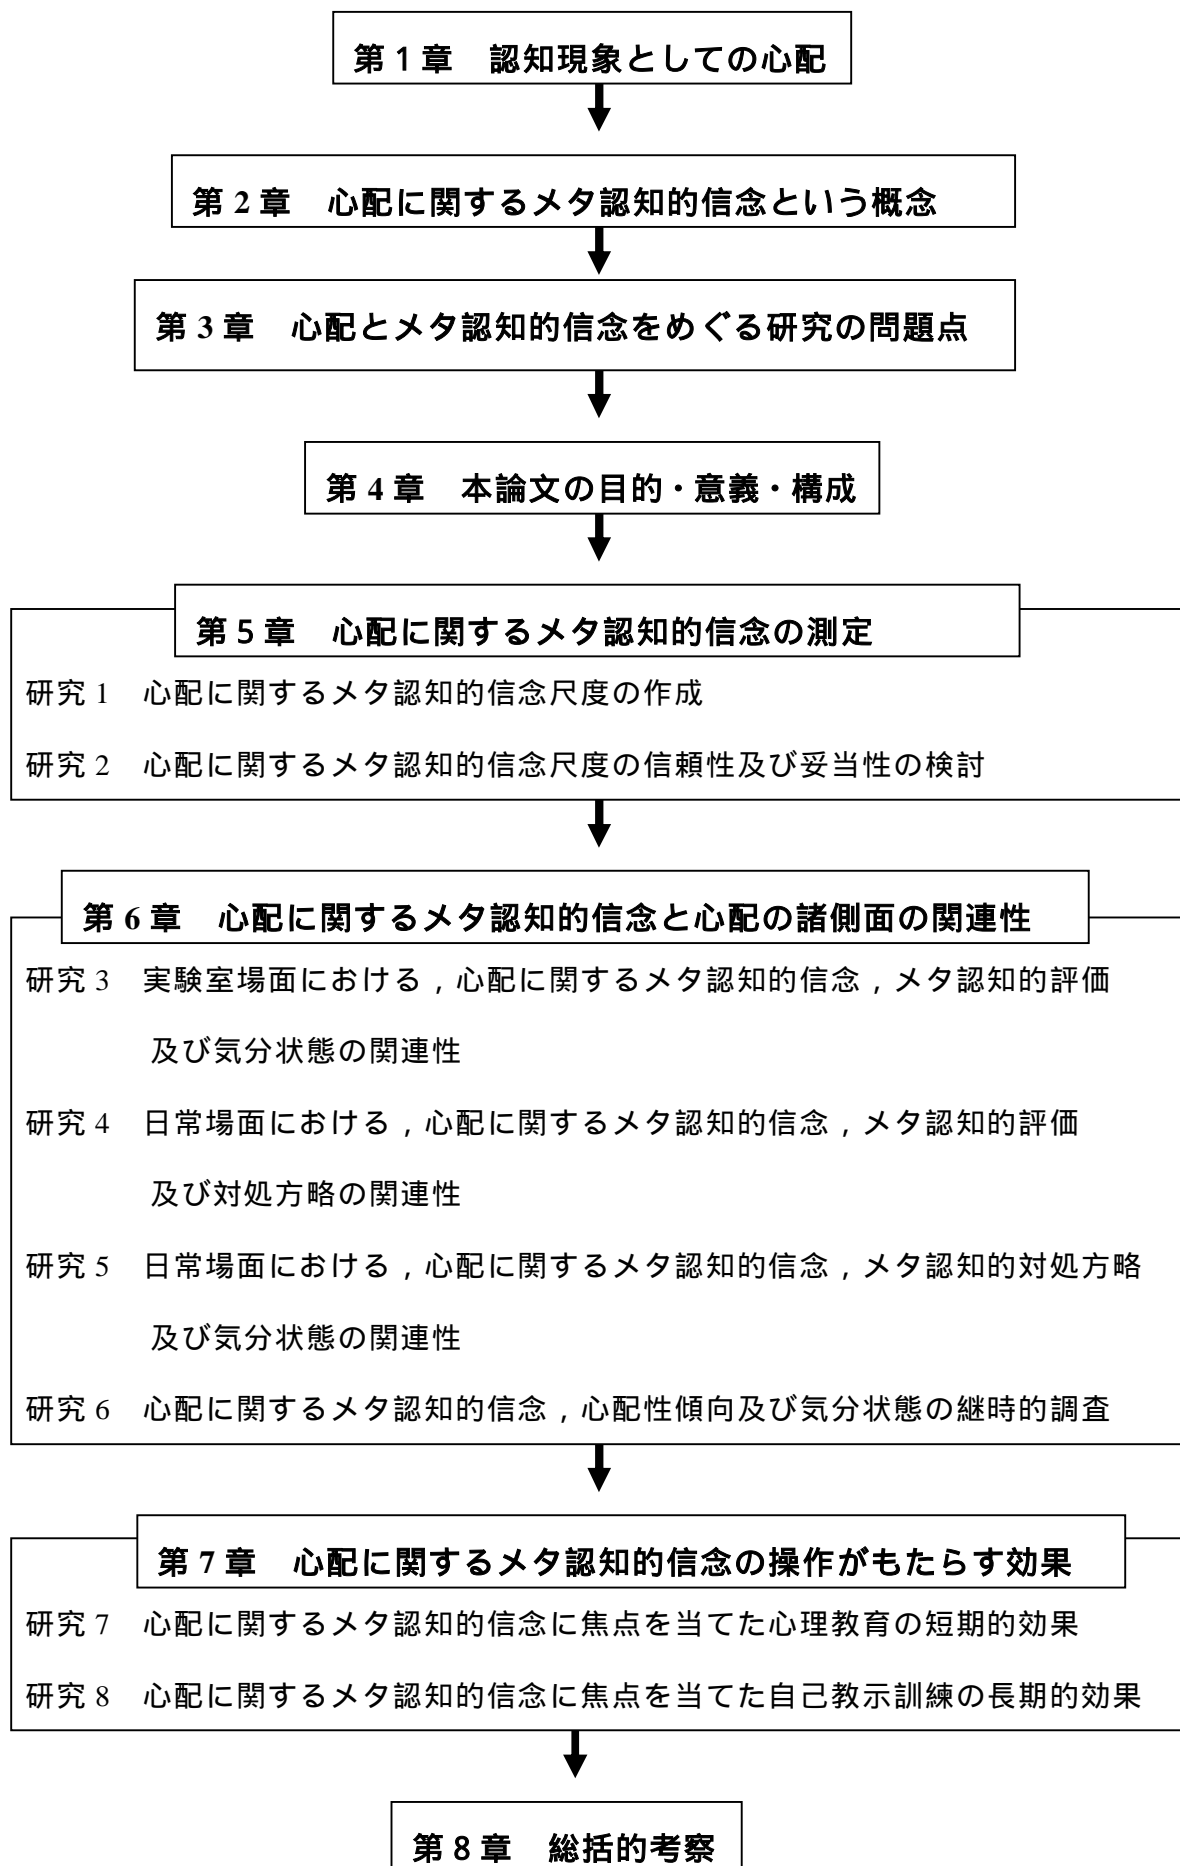 第1章　認知現象としての心配
第2章　心配に関するメタ認知的信念という概念
第3章　心配とメタ認知的信念をめぐる研究の問題点
第4章　本論文の目的・意義・構成
第5章　心配に関するメタ認知的信念の測定
研究1　心配に関するメタ認知的信念尺度の作成
研究2　心配に関するメタ認知的信念尺度の信頼性及び妥当性の検討
第6章　心配に関するメタ認知的信念と心配の諸側面の関連性
研究3　実験室場面における，心配に関するメタ認知的信念，メタ認知的評価
及び気分状態の関連性
研究4　日常場面における，心配に関するメタ認知的信念，メタ認知的評価
及び対処方略の関連性
研究5　日常場面における，心配に関するメタ認知的信念，メタ認知的対処方略
及び気分状態の関連性
研究6　心配に関するメタ認知的信念，心配性傾向及び気分状態の継時的調査
第7章　心配に関するメタ認知的信念の操作がもたらす効果
研究7　心配に関するメタ認知的信念に焦点を当てた心理教育の短期的効果
研究8　心配に関するメタ認知的信念に焦点を当てた自己教示訓練の長期的効果
第8章　総括的考察